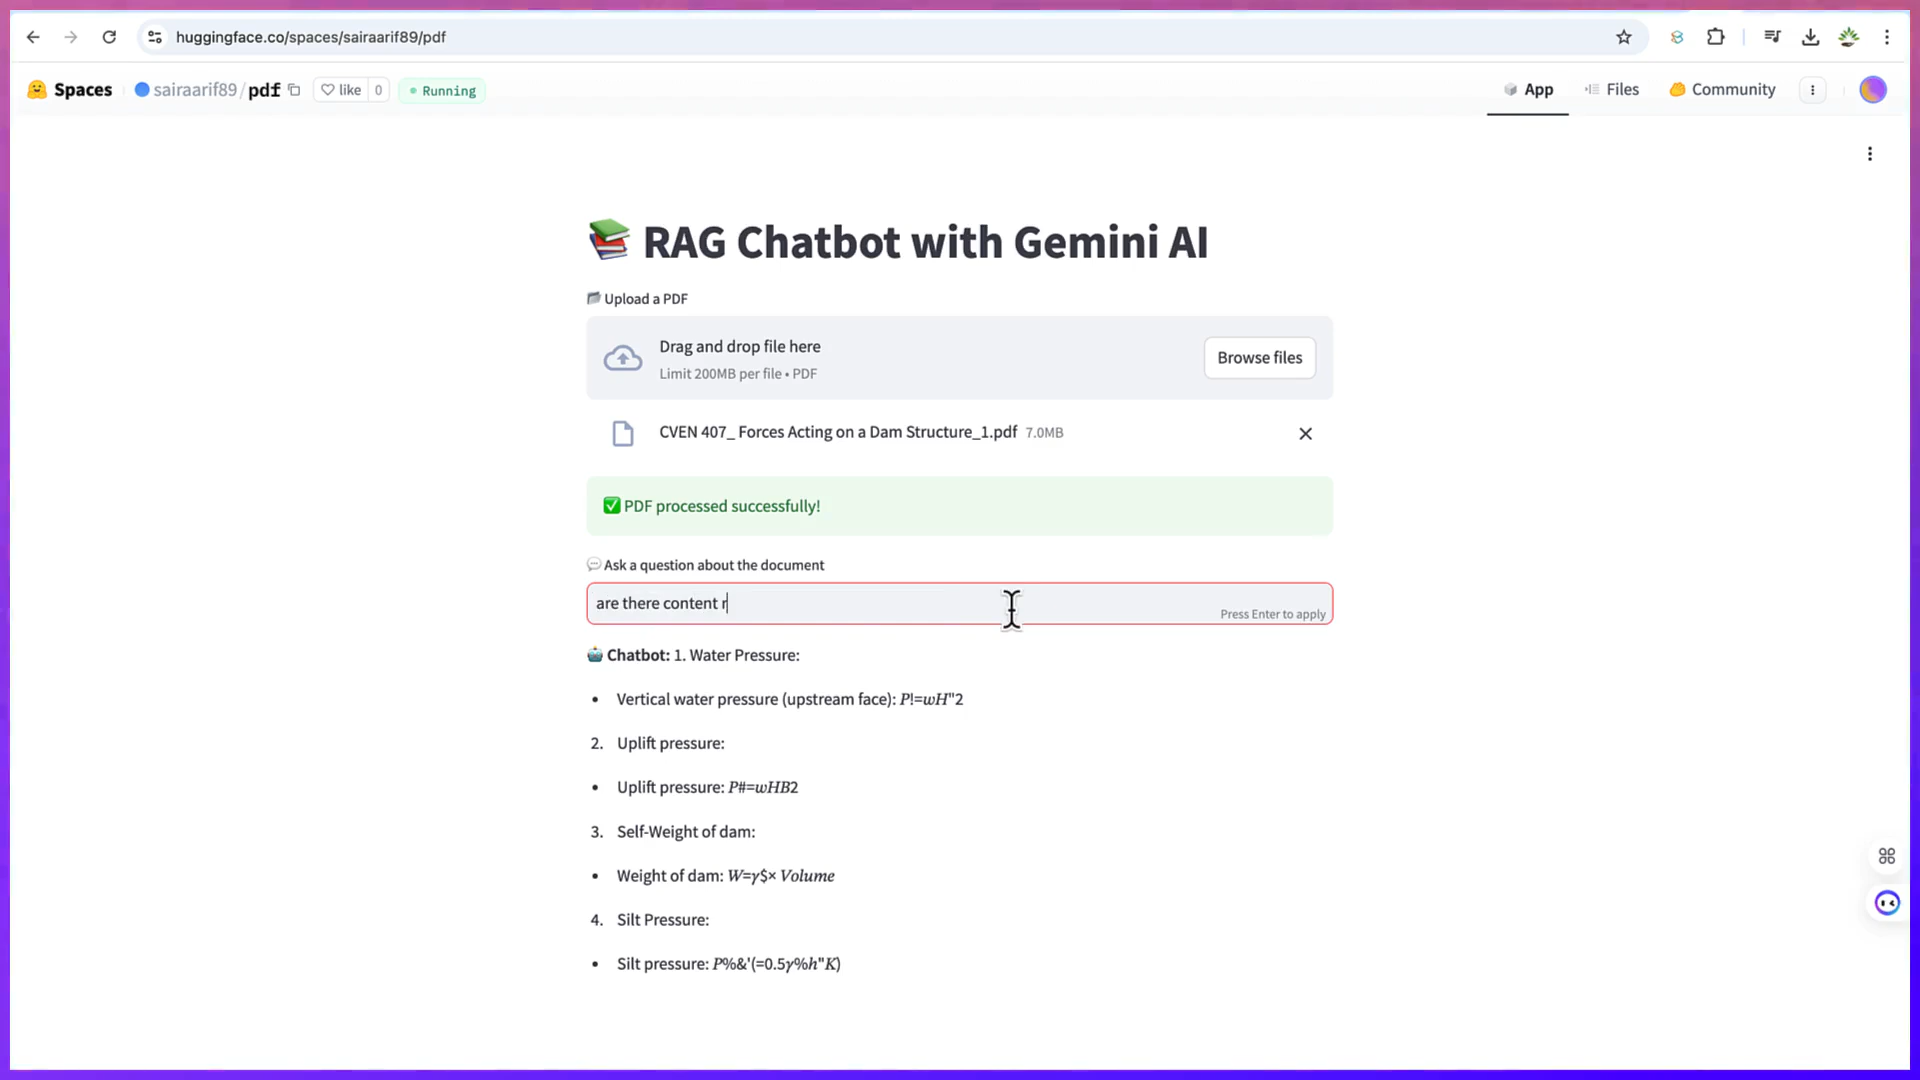 huggingface.co/spaces/sairaarif89/pdf
Spaces sairaarif89/pdf like 0 Running App Files Community
📚 RAG Chatbot with Gemini AI
Upload a PDF
Drag and drop file here
Limit 200MB per file • PDF
Browse files
CVEN 407_ Forces Acting on a Dam Structure_1.pdf 7.0MB
✅ PDF processed successfully!
Ask a question about the document
are there content r
Press Enter to apply
🤖 Chatbot: 1. Water Pressure:
• Vertical water pressure (upstream face): P!=wH"2
2. Uplift pressure:
• Uplift pressure: P#=wHB2
3. Self-Weight of dam:
• Weight of dam: W=γ$× Volume
4. Silt Pressure:
• Silt pressure: P%&'(=0.5γ%h"K)